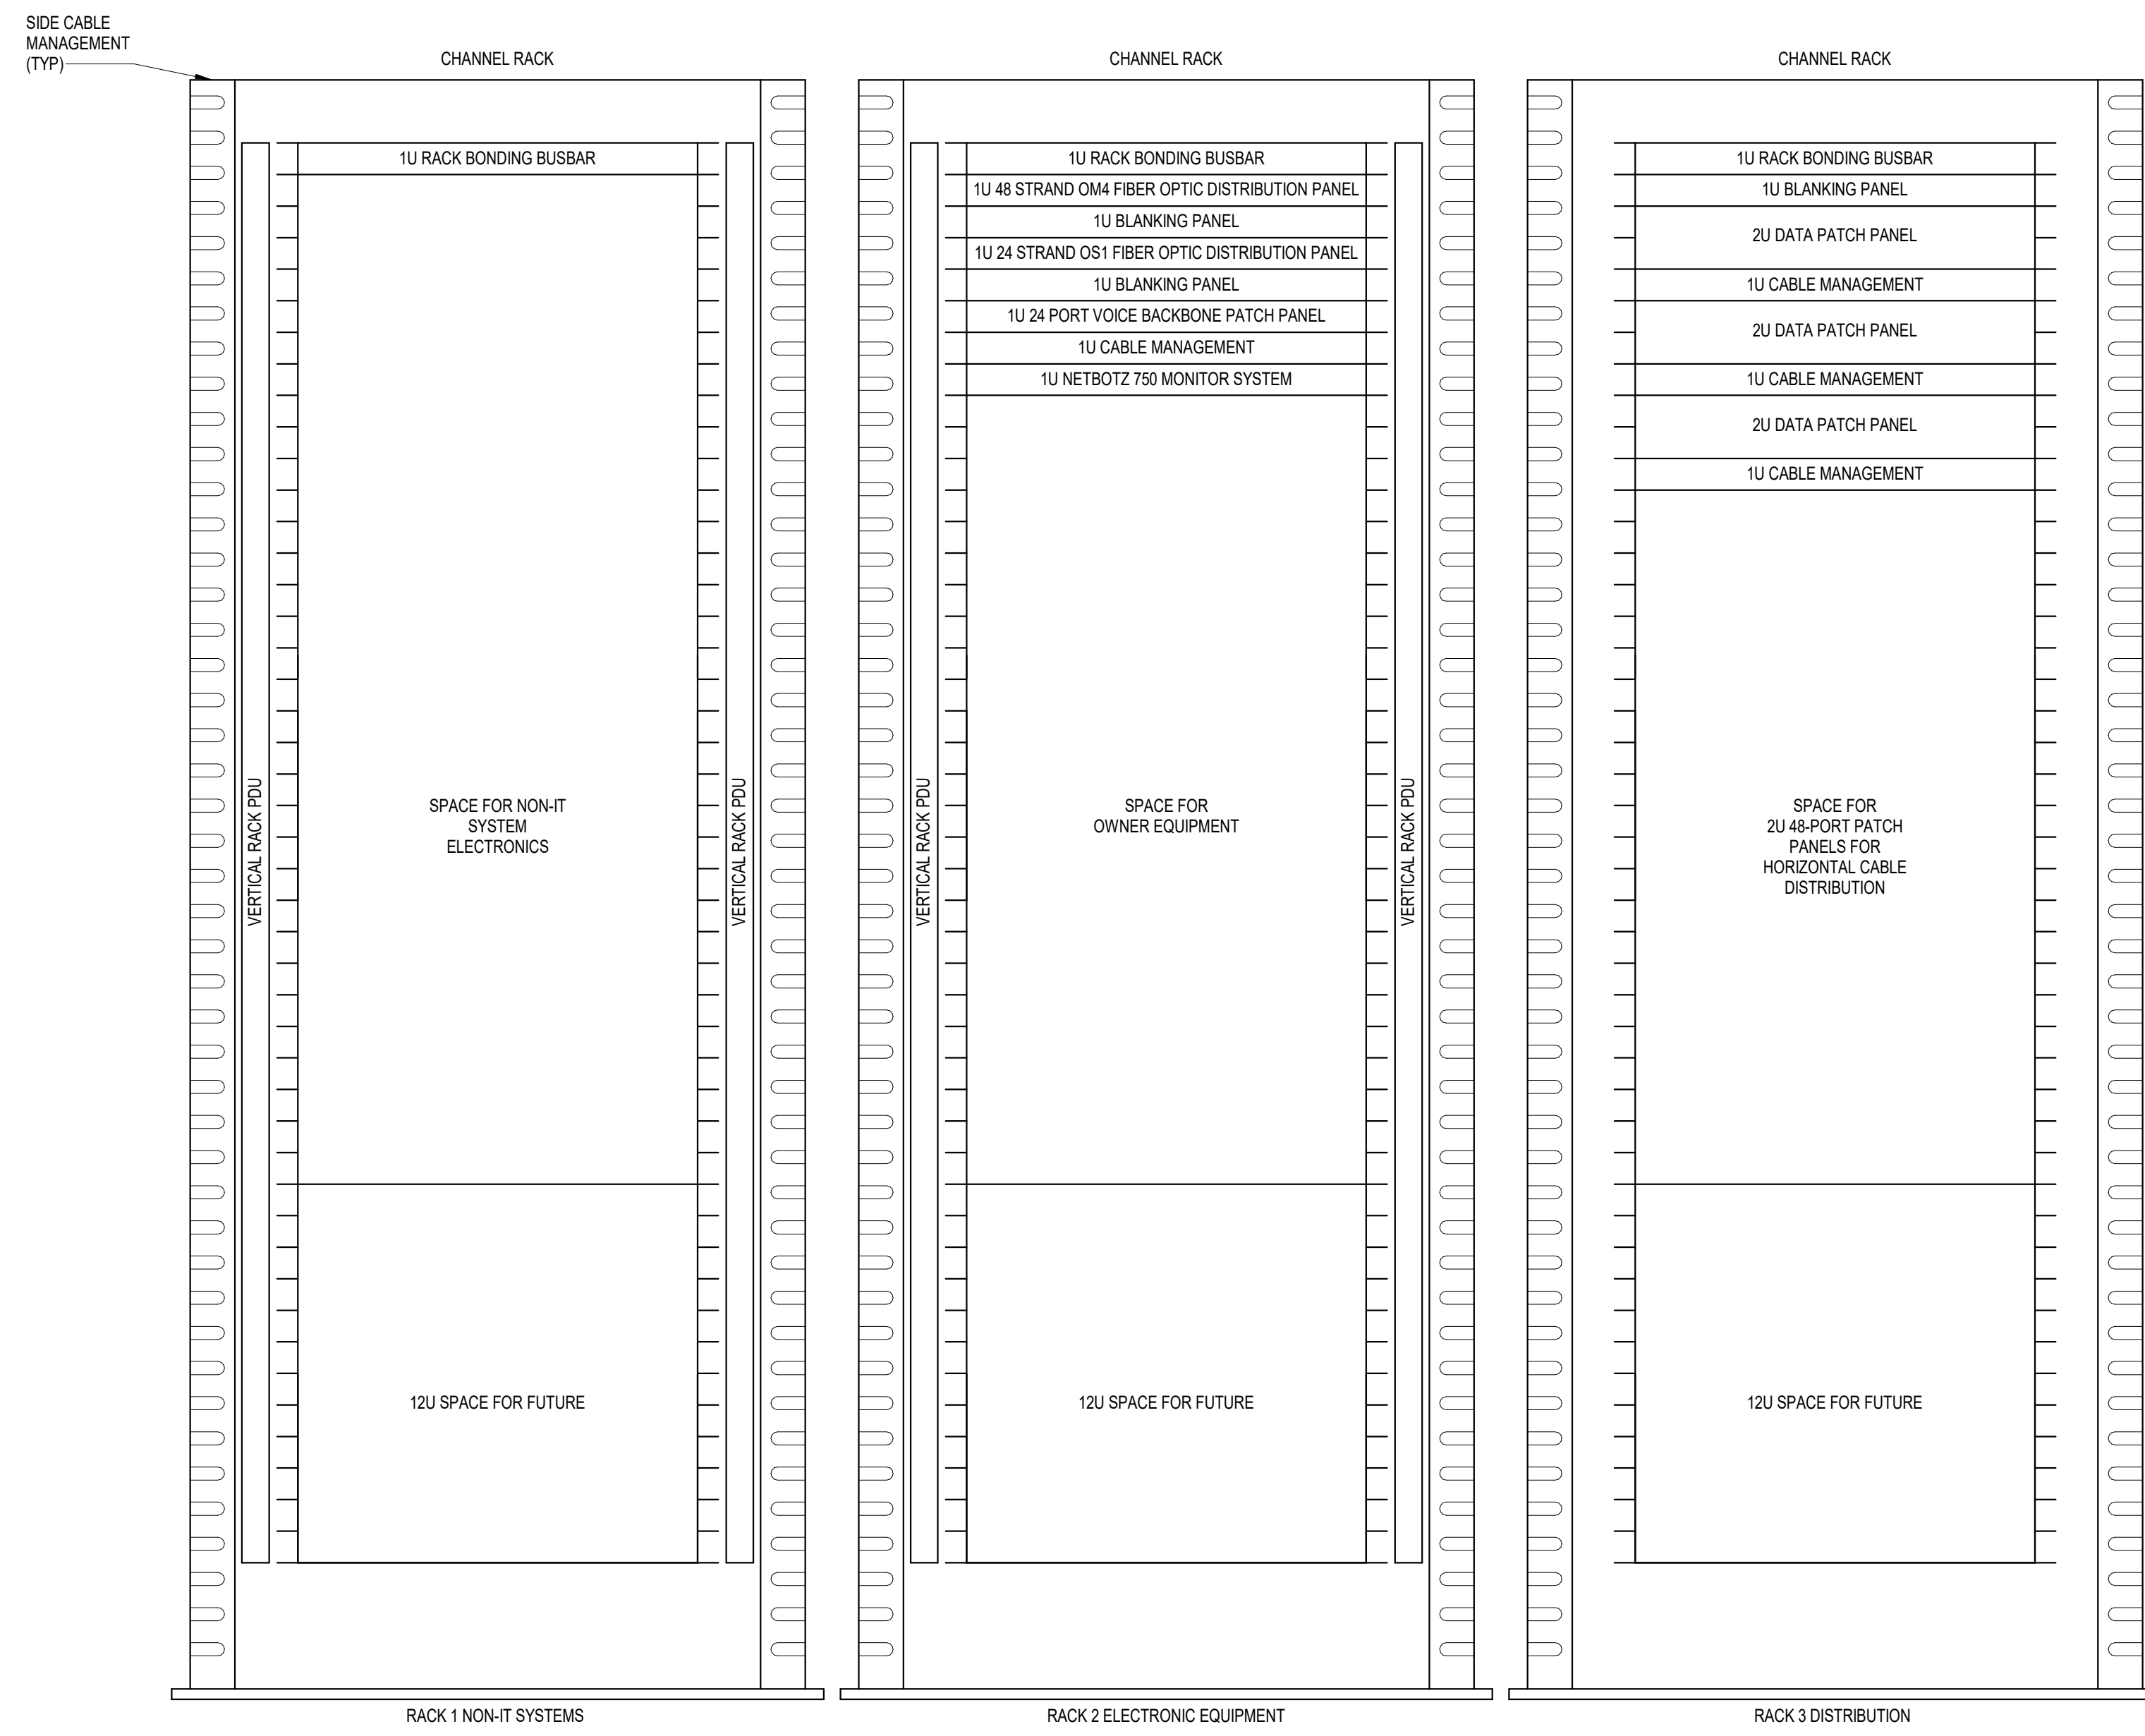 SIDE CABLE
MANAGEMENT
(TYP)
CHANNEL RACK
1U RACK BONDING BUSBAR
VERTICAL RACK PDU
SPACE FOR NON-IT
SYSTEM
ELECTRONICS
VERTICAL RACK PDU
12U SPACE FOR FUTURE
RACK 1 NON-IT SYSTEMS
CHANNEL RACK
1U RACK BONDING BUSBAR
1U 48 STRAND OM4 FIBER OPTIC DISTRIBUTION PANEL
1U BLANKING PANEL
1U 24 STRAND OS1 FIBER OPTIC DISTRIBUTION PANEL
1U BLANKING PANEL
1U 24 PORT VOICE BACKBONE PATCH PANEL
1U CABLE MANAGEMENT
1U NETBOTZ 750 MONITOR SYSTEM
VERTICAL RACK PDU
SPACE FOR
OWNER EQUIPMENT
VERTICAL RACK PDU
12U SPACE FOR FUTURE
RACK 2 ELECTRONIC EQUIPMENT
CHANNEL RACK
1U RACK BONDING BUSBAR
1U BLANKING PANEL
2U DATA PATCH PANEL
1U CABLE MANAGEMENT
2U DATA PATCH PANEL
1U CABLE MANAGEMENT
2U DATA PATCH PANEL
1U CABLE MANAGEMENT
SPACE FOR
2U 48-PORT PATCH
PANELS FOR
HORIZONTAL CABLE
DISTRIBUTION
12U SPACE FOR FUTURE
RACK 3 DISTRIBUTION